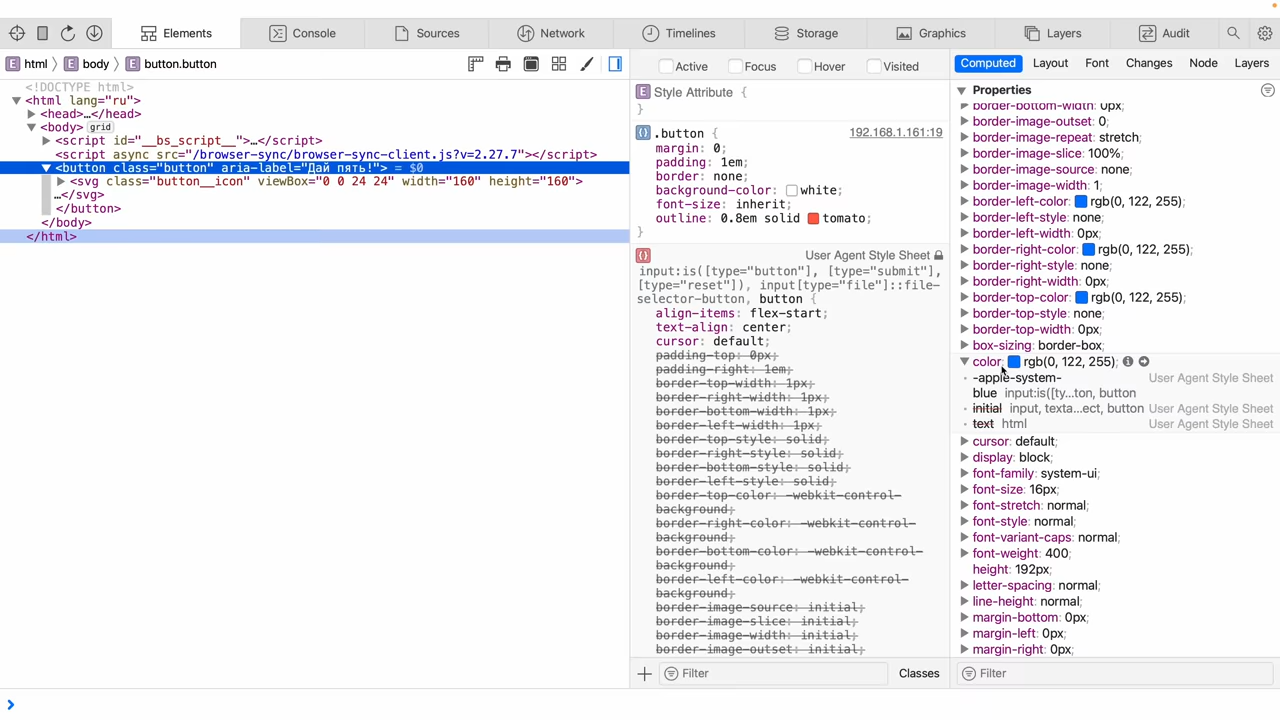 Elements
Console
Sources
Network
Timelines
Storage
Graphics
Layers
Audit
E html
E body
E button.button
<!DOCTYPE html>
<html lang="ru">
<head>…</head>
<body> grid
<script id="__bs_script__">…</script>
<script async src="/browser-sync/browser-sync-client.js?v=2.27.7"></script>
<button class="button" aria-label="Дай пять!"> = $0
<svg class="button__icon" viewBox="0 0 24 24" width="160" height="160">
…</svg>
</button>
</body>
</html>
Active
Focus
Hover
Visited
E Style Attribute {
}
.button {
192.168.1.161:19
margin: 0;
padding: 1em;
border: none;
background-color: white;
font-size: inherit;
outline: 0.8em solid tomato;
}
User Agent Style Sheet
input:is([type="button"], [type="submit"],
[type="reset"]), input[type="file"]::file-
selector-button, button {
align-items: flex-start;
text-align: center;
cursor: default;
padding-top: 0px;
padding-right: 1em;
border-top-width: 1px;
border-right-width: 1px;
border-bottom-width: 1px;
border-left-width: 1px;
border-top-style: solid;
border-right-style: solid;
border-bottom-style: solid;
border-left-style: solid;
border-top-color: -webkit-control-
background;
border-right-color: -webkit-control-
background;
border-bottom-color: -webkit-control-
background;
border-left-color: -webkit-control-
background;
border-image-source: initial;
border-image-slice: initial;
border-image-width: initial;
border-image-outset: initial;
Filter
Classes
Computed
Layout
Font
Changes
Node
Layers
Properties
border-bottom-width: 0px;
border-image-outset: 0;
border-image-repeat: stretch;
border-image-slice: 100%;
border-image-source: none;
border-image-width: 1;
border-left-color: rgb(0, 122, 255);
border-left-style: none;
border-left-width: 0px;
border-right-color: rgb(0, 122, 255);
border-right-style: none;
border-right-width: 0px;
border-top-color: rgb(0, 122, 255);
border-top-style: none;
border-top-width: 0px;
box-sizing: border-box;
color: rgb(0, 122, 255);
-apple-system- User Agent Style Sheet
blue input:is([ty…ton, button
initial input, texta…ect, button User Agent Style Sheet
text html User Agent Style Sheet
cursor: default;
display: block;
font-family: system-ui;
font-size: 16px;
font-stretch: normal;
font-style: normal;
font-variant-caps: normal;
font-weight: 400;
height: 192px;
letter-spacing: normal;
line-height: normal;
margin-bottom: 0px;
margin-left: 0px;
margin-right: 0px;
Filter